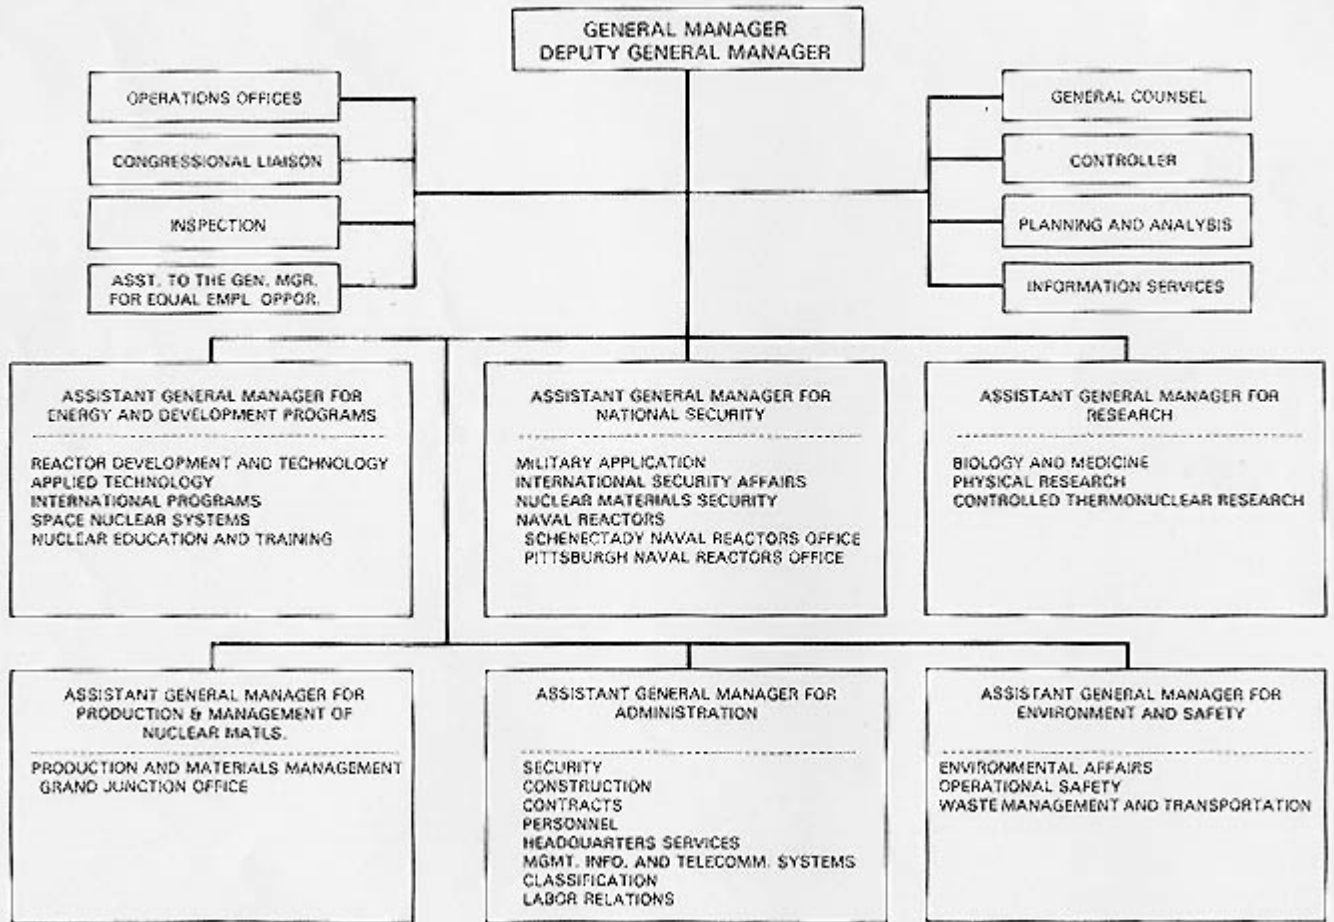 GENERAL MANAGER
DEPUTY GENERAL MANAGER
OPERATIONS OFFICES
CONGRESSIONAL LIAISON
INSPECTION
ASST. TO THE GEN. MGR.
FOR EQUAL EMPL. OPPOR.
GENERAL COUNSEL
CONTROLLER
PLANNING AND ANALYSIS
INFORMATION SERVICES
ASSISTANT GENERAL MANAGER FOR
ENERGY AND DEVELOPMENT PROGRAMS
REACTOR DEVELOPMENT AND TECHNOLOGY
APPLIED TECHNOLOGY
INTERNATIONAL PROGRAMS
SPACE NUCLEAR SYSTEMS
NUCLEAR EDUCATION AND TRAINING
ASSISTANT GENERAL MANAGER FOR
NATIONAL SECURITY
MILITARY APPLICATION
INTERNATIONAL SECURITY AFFAIRS
NUCLEAR MATERIALS SECURITY
NAVAL REACTORS
SCHENECTADY NAVAL REACTORS OFFICE
PITTSBURGH NAVAL REACTORS OFFICE
ASSISTANT GENERAL MANAGER FOR
RESEARCH
BIOLOGY AND MEDICINE
PHYSICAL RESEARCH
CONTROLLED THERMONUCLEAR RESEARCH
ASSISTANT GENERAL MANAGER FOR
PRODUCTION & MANAGEMENT OF
NUCLEAR MATLS.
PRODUCTION AND MATERIALS MANAGEMENT
GRAND JUNCTION OFFICE
ASSISTANT GENERAL MANAGER FOR
ADMINISTRATION
SECURITY
CONSTRUCTION
CONTRACTS
PERSONNEL
HEADQUARTERS SERVICES
MGMT. INFO. AND TELECOMM. SYSTEMS
CLASSIFICATION
LABOR RELATIONS
ASSISTANT GENERAL MANAGER FOR
ENVIRONMENT AND SAFETY
ENVIRONMENTAL AFFAIRS
OPERATIONAL SAFETY
WASTE MANAGEMENT AND TRANSPORTATION